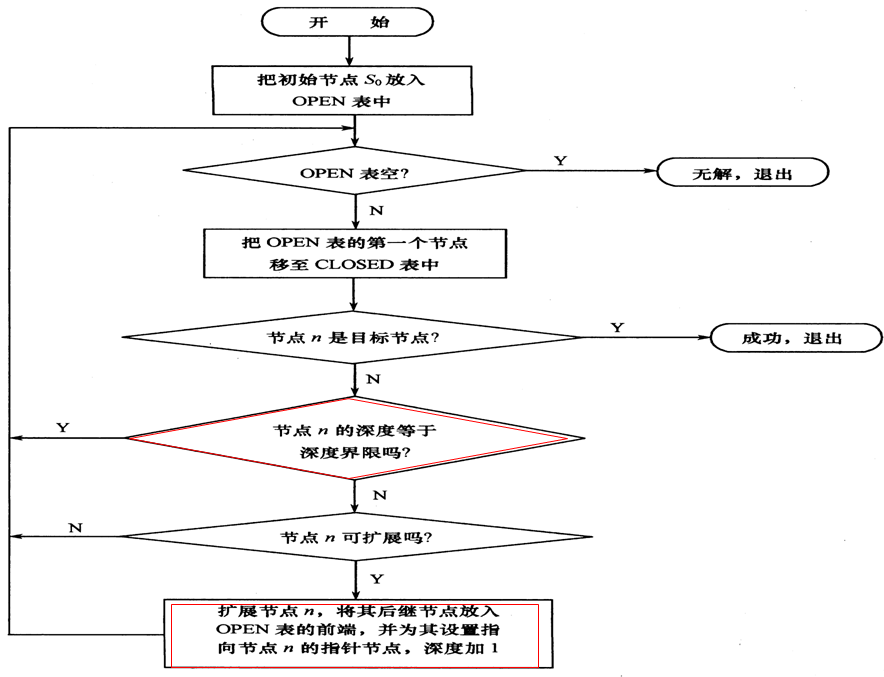 开 始
把初始节点 S₀ 放入
OPEN 表中
OPEN 表空?
Y
无解，退出
N
把 OPEN 表的第一个节点
移至 CLOSED 表中
节点 n 是目标节点?
Y
成功，退出
N
节点 n 的深度等于
深度界限吗?
Y
N
节点 n 可扩展吗?
N
Y
扩展节点 n，将其后继节点放入
OPEN 表的前端，并为其设置指
向节点 n 的指针节点，深度加 1